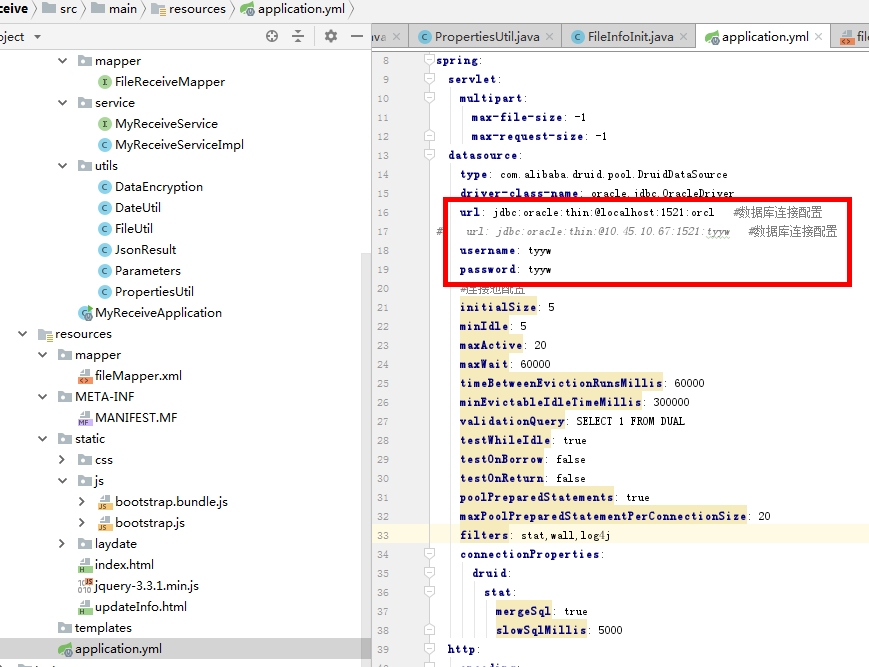 ceive src main resources application.yml
oject
ava PropertiesUtil.java FileInfoInit.java application.yml
mapper
FileReceiveMapper
service
MyReceiveService
MyReceiveServiceImpl
utils
DataEncryption
DateUtil
FileUtil
JsonResult
Parameters
PropertiesUtil
MyReceiveApplication
resources
mapper
fileMapper.xml
META-INF
MANIFEST.MF
static
css
js
bootstrap.bundle.js
bootstrap.js
laydate
index.html
jquery-3.3.1.min.js
updateInfo.html
templates
application.yml
8 spring:
9 servlet:
10 multipart:
11 max-file-size: -1
12 max-request-size: -1
13 datasource:
14 type: com.alibaba.druid.pool.DruidDataSource
15 driver-class-name: oracle.jdbc.OracleDriver
16 url: jdbc:oracle:thin:@localhost:1521:orcl #数据库连接配置
17 # url: jdbc:oracle:thin:@10.45.10.67:1521:tyyw #数据库连接配置
18 username: tyyw
19 password: tyyw
20 #连接池配置
21 initialSize: 5
22 minIdle: 5
23 maxActive: 20
24 maxWait: 60000
25 timeBetweenEvictionRunsMillis: 60000
26 minEvictableIdleTimeMillis: 300000
27 validationQuery: SELECT 1 FROM DUAL
28 testWhileIdle: true
29 testOnBorrow: false
30 testOnReturn: false
31 poolPreparedStatements: true
32 maxPoolPreparedStatementPerConnectionSize: 20
33 filters: stat,wall,log4j
34 connectionProperties:
35 druid:
36 stat:
37 mergeSql: true
38 slowSqlMillis: 5000
39 http: